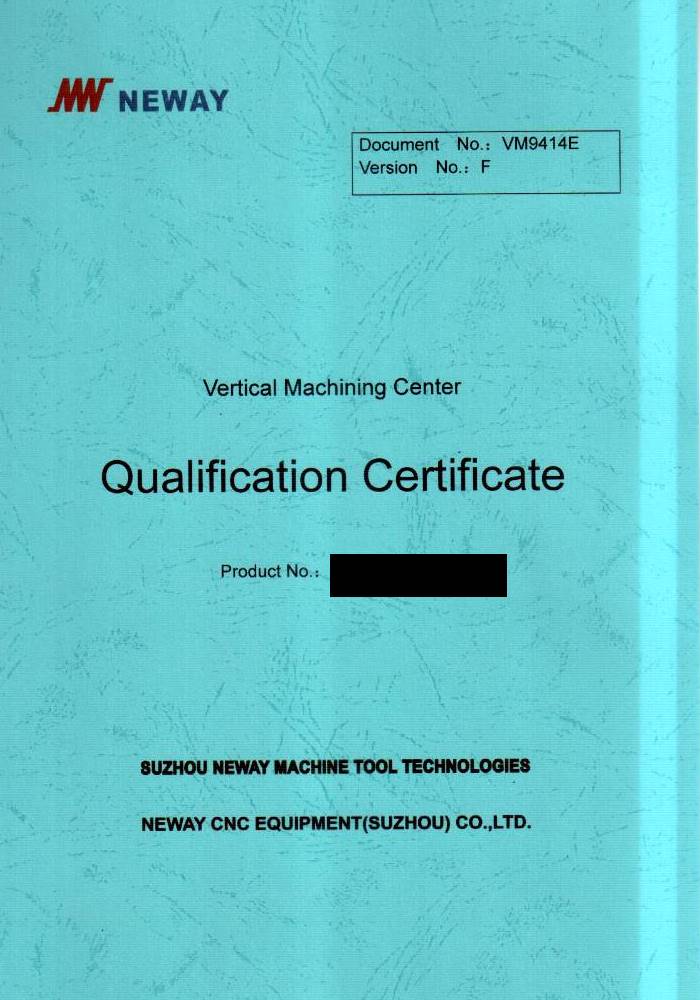 NEWAY
Document No.: VM9414E
Version No.: F
Vertical Machining Center
Qualification Certificate
Product No.:
SUZHOU NEWAY MACHINE TOOL TECHNOLOGIES
NEWAY CNC EQUIPMENT(SUZHOU) CO.,LTD.